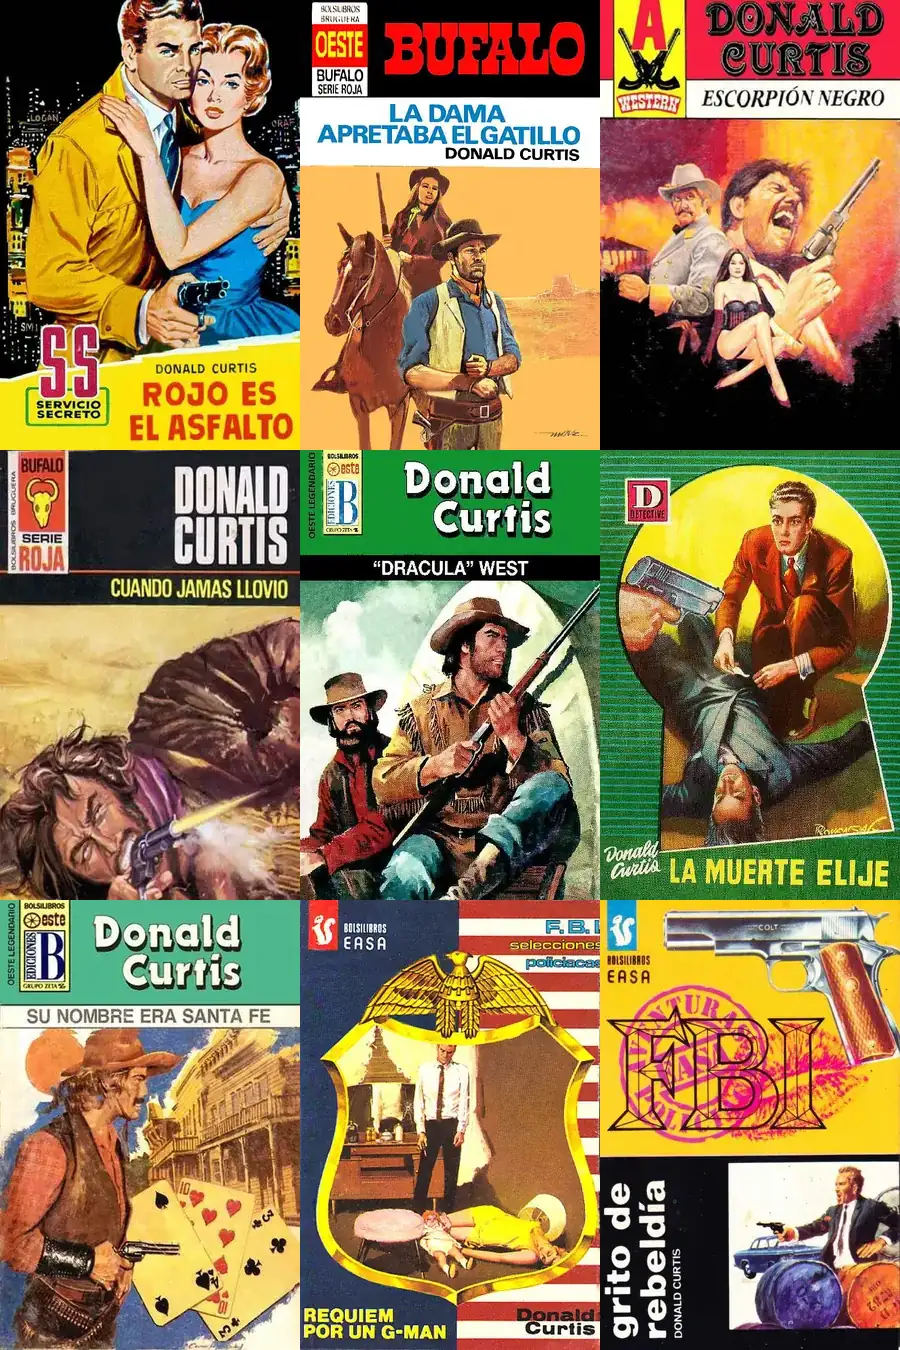 LOGAN
SS
SERVICIO
SECRETO
DONALD CURTIS
ROJO ES
EL ASFALTO
BOLSILIBROS
BRUGUERA
OESTE
BUFALO
SERIE ROJA
BUFALO
LA DAMA
APRETABA EL GATILLO
DONALD CURTIS
A
WESTERN
DONALD
CURTIS
ESCORPIÓN NEGRO
BOLSILIBROS BRUGUERA
BUFALO
SERIE
ROJA
DONALD
CURTIS
CUANDO JAMAS LLOVIO
OESTE LEGENDARIO
BOLSILIBROS
Oeste
EDICIONES
B
GRUPO ZETA
Donald
Curtis
"DRACULA" WEST
D
DETECTIVE
Donald
Curtis
LA MUERTE ELIJE
OESTE LEGENDARIO
BOLSILIBROS
Oeste
EDICIONES
B
GRUPO ZETA
Donald
Curtis
SU NOMBRE ERA SANTA FE
10
10
BOLSILIBROS
EASA
F.B.I.
selecciones
policiacas
REQUIEM
POR UN G-MAN
Donald
Curtis
BOLSILIBROS
EASA
COLT
FBI
grito de
rebeldía
DONALD CURTIS